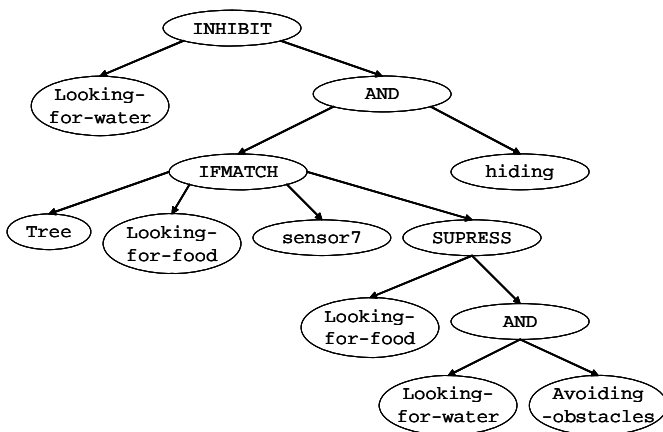 INHIBIT
Looking-
for-water
AND
IFMATCH
hiding
Tree
Looking-
for-food
sensor7
SUPRESS
Looking-
for-food
AND
Looking-
for-water
Avoiding
-obstacles